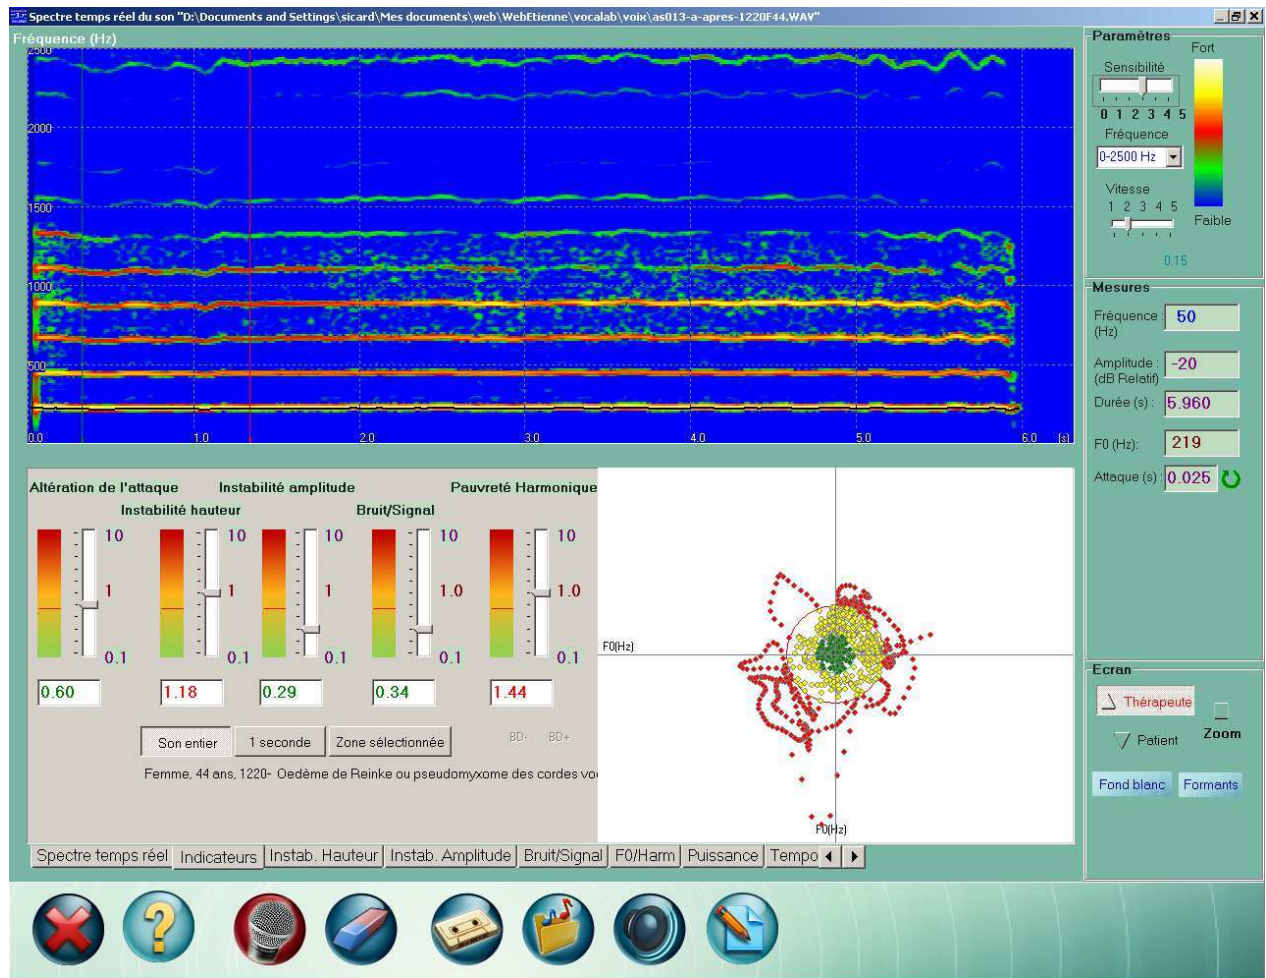 Spectre temps réel du son "D:\Documents and Settings\sicard\Mes documents\web\WebEtienne\vocalab\voix\as013-a-apres-1220F44.WAV"
Fréquence (Hz)
2500
2000
1500
1000
500
0.0 1.0 2.0 3.0 4.0 5.0 6.0 (s)
Paramètres
Fort
Sensibilité
0 1 2 3 4 5
Fréquence
0-2500 Hz
Vitesse
1 2 3 4 5
Faible
0.15
Mesures
Fréquence : 50
(Hz)
Amplitude : -20
(dB Relatif)
Durée (s) : 5.960
F0 (Hz): 219
Attaque (s) : 0.025
Altération de l'attaque Instabilité amplitude Pauvreté Harmonique
Instabilité hauteur Bruit/Signal
10 10 10 10 10
1 1 1 1.0 1.0
0.1 0.1 0.1 0.1 0.1
0.60 1.18 0.29 0.34 1.44
Son entier 1 seconde Zone sélectionnée BD- BD+
Femme, 44 ans, 1220- Oedème de Reinke ou pseudomyxome des cordes vo
F0(Hz)
F0(Hz)
Ecran
Thérapeute
Patient
Zoom
Fond blanc Formants
Spectre temps réel Indicateurs Instab. Hauteur Instab. Amplitude Bruit/Signal F0/Harm Puissance Tempo